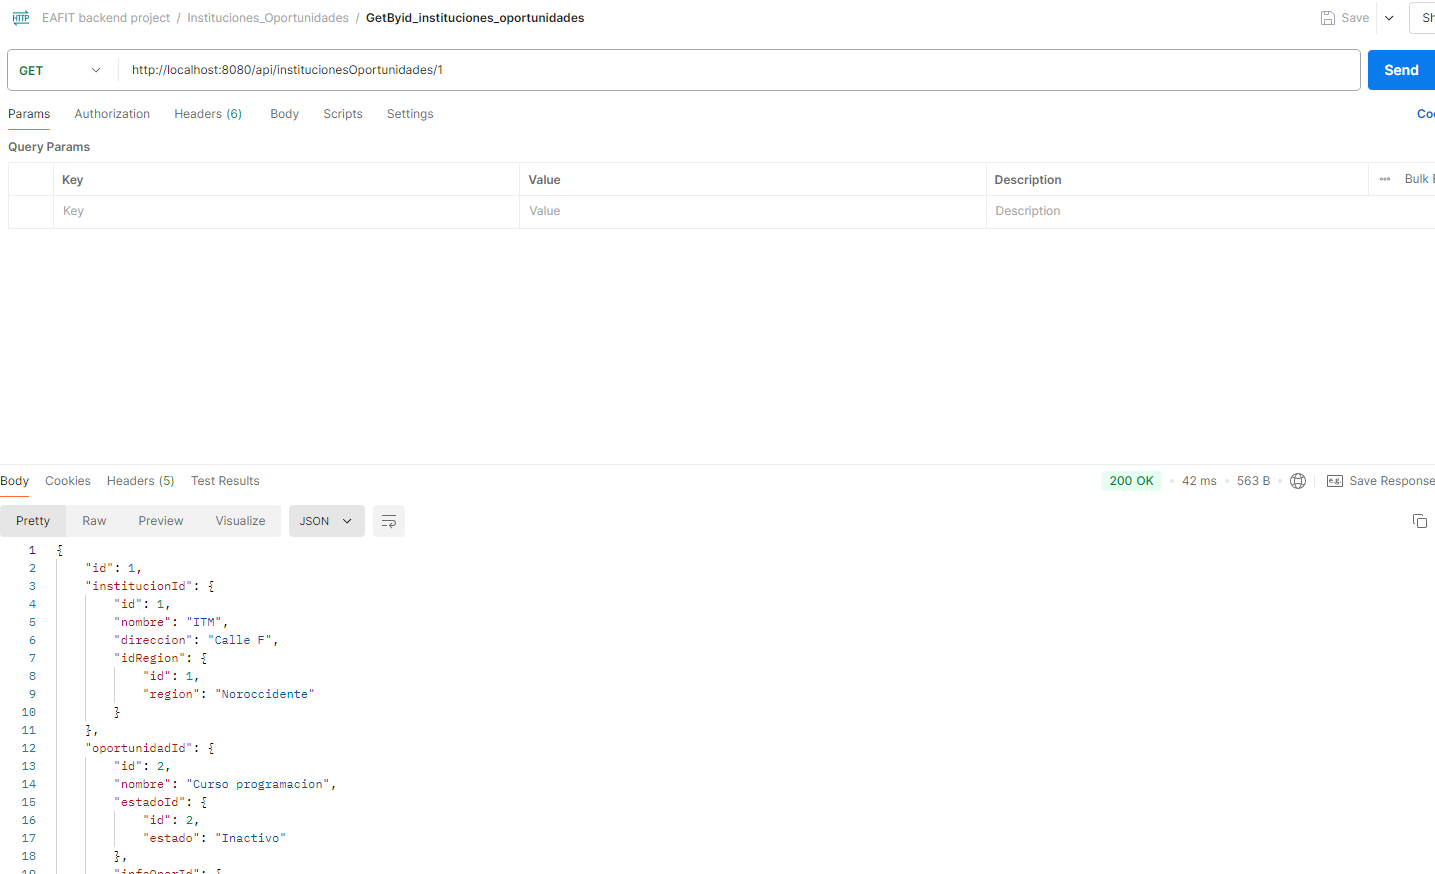 HTTP EAFIT backend project / Instituciones_Oportunidades / GetByid_instituciones_oportunidades Save Sh
GET http://localhost:8080/api/institucionesOportunidades/1 Send
Params Authorization Headers (6) Body Scripts Settings Coo
Query Params
Key Value Description Bulk E
Key Value Description
Body Cookies Headers (5) Test Results 200 OK 42 ms 563 B e.g. Save Response
Pretty Raw Preview Visualize JSON
1 {
2 "id": 1,
3 "institucionId": {
4 "id": 1,
5 "nombre": "ITM",
6 "direccion": "Calle F",
7 "idRegion": {
8 "id": 1,
9 "region": "Noroccidente"
10 }
11 },
12 "oportunidadId": {
13 "id": 2,
14 "nombre": "Curso programacion",
15 "estadoId": {
16 "id": 2,
17 "estado": "Inactivo"
18 },
19 "infoOporId": {